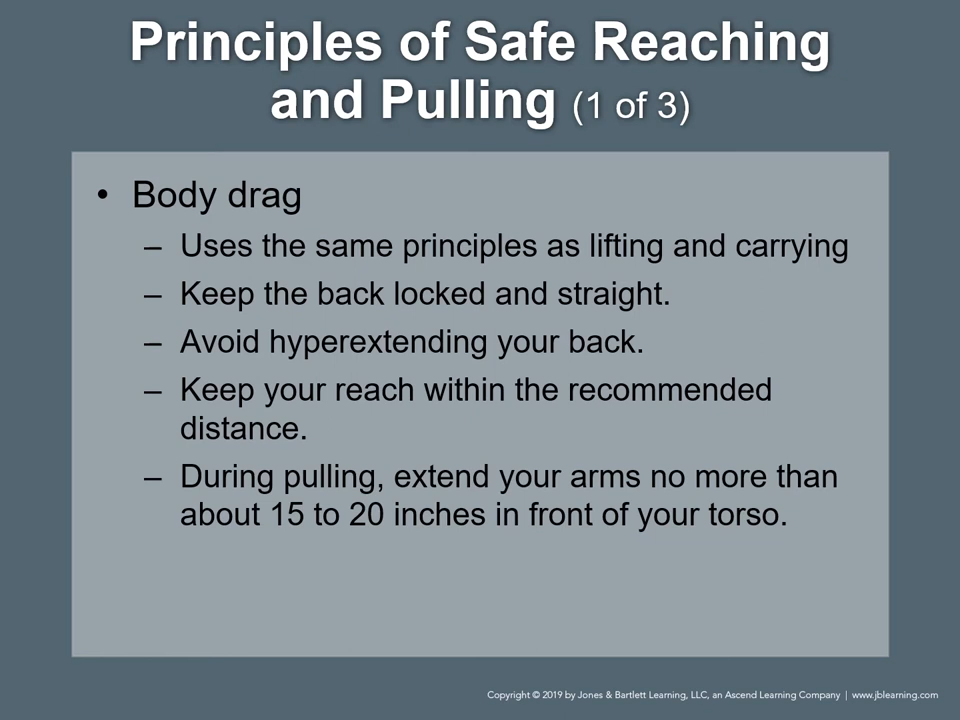 Principles of Safe Reaching
and Pulling (1 of 3)
• Body drag
– Uses the same principles as lifting and carrying
– Keep the back locked and straight.
– Avoid hyperextending your back.
– Keep your reach within the recommended
distance.
– During pulling, extend your arms no more than
about 15 to 20 inches in front of your torso.
Copyright © 2019 by Jones & Bartlett Learning, LLC, an Ascend Learning Company | www.jblearning.com